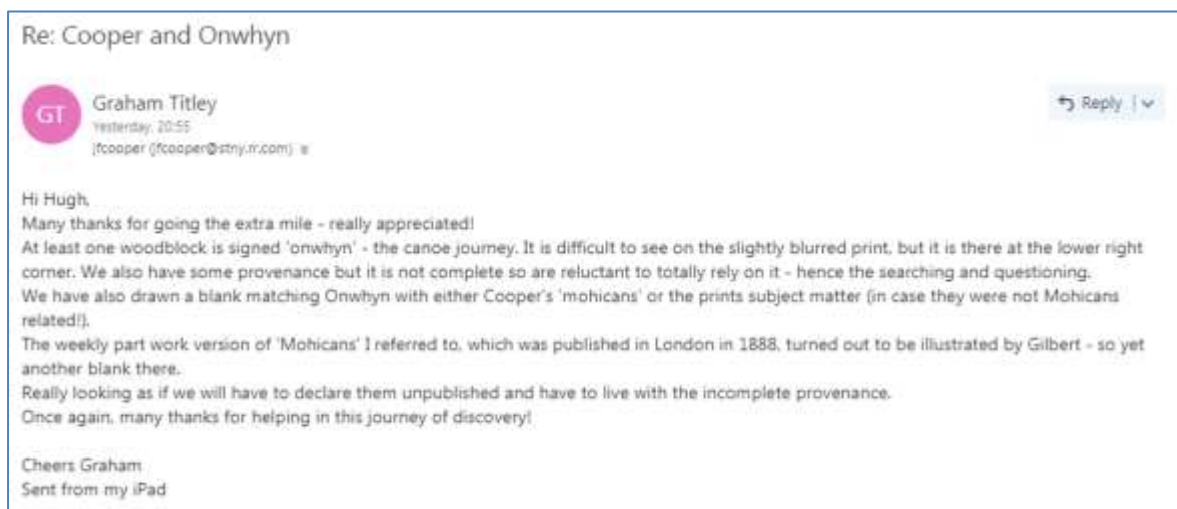 Re: Cooper and Onwhyn
GT
Graham Titley
Reply
Yesterday, 20:55
jfcooper (jfcooper@stny.rr.com)
Hi Hugh,
Many thanks for going the extra mile - really appreciated!
At least one woodblock is signed 'onwhyn' - the canoe journey. It is difficult to see on the slightly blurred print, but it is there at the lower right
corner. We also have some provenance but it is not complete so are reluctant to totally rely on it - hence the searching and questioning.
We have also drawn a blank matching Onwhyn with either Cooper's 'mohicans' or the prints subject matter (in case they were not Mohicans
related!).
The weekly part work version of 'Mohicans' I referred to, which was published in London in 1888, turned out to be illustrated by Gilbert - so yet
another blank there.
Really looking as if we will have to declare them unpublished and have to live with the incomplete provenance.
Once again, many thanks for helping in this journey of discovery!
Cheers Graham
Sent from my iPad